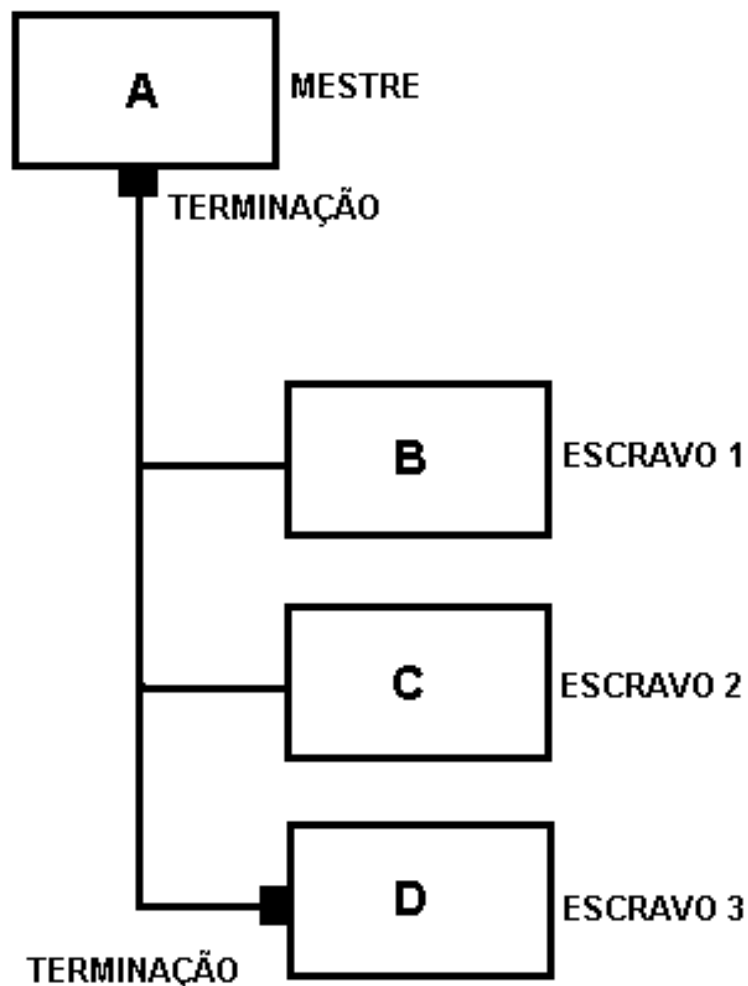 A
MESTRE
TERMINAÇÃO
B
ESCRAVO 1
C
ESCRAVO 2
D
ESCRAVO 3
TERMINAÇÃO